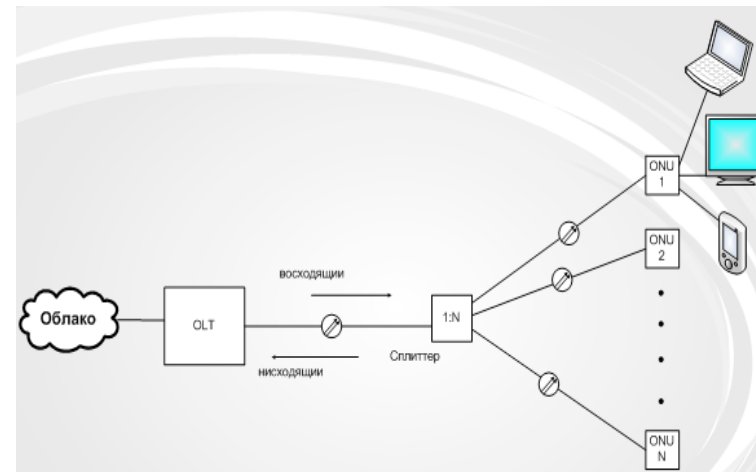 ONU
1
ONU
2
восходящии
Облако
OLT
1:N
Сплиттер
нисходящии
ONU
N